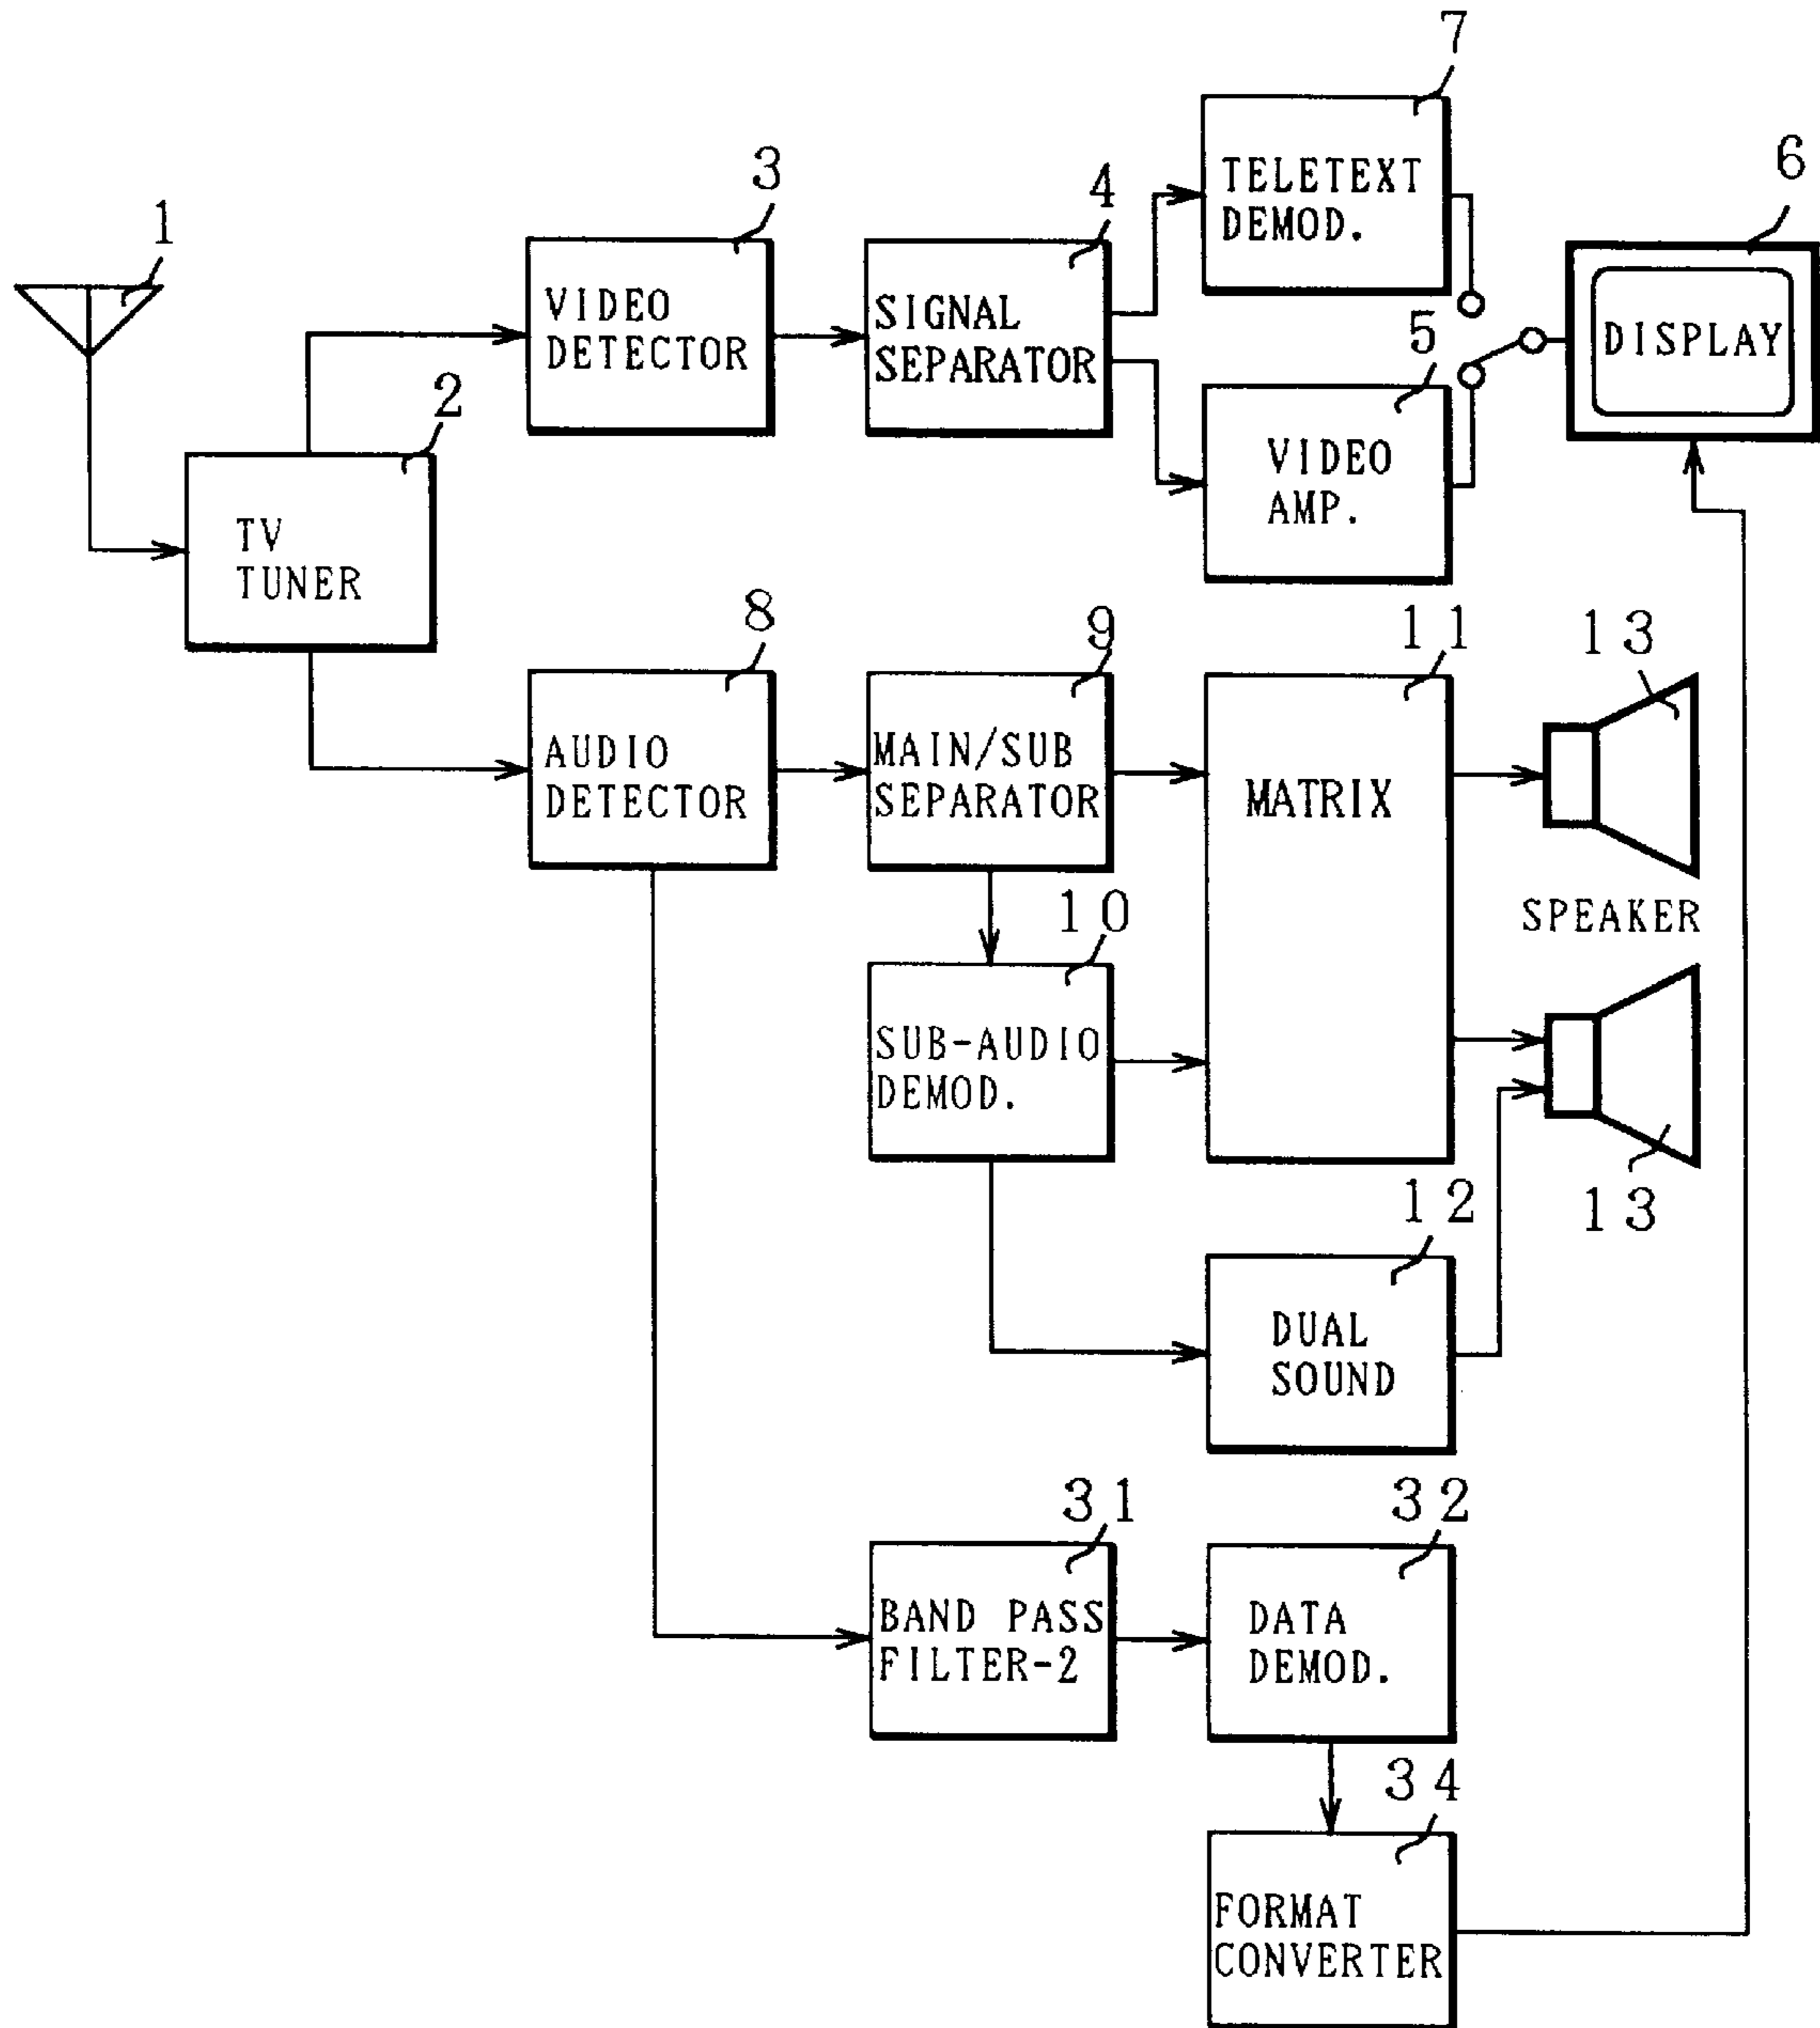 7
6
3
4
TELETEXT
DEMOD.
1
VIDEO
DETECTOR
SIGNAL
SEPARATOR
DISPLAY
5
2
VIDEO
AMP.
TV
TUNER
8
9
11
13
AUDIO
DETECTOR
MAIN/SUB
SEPARATOR
MATRIX
10
SPEAKER
SUB-AUDIO
DEMOD.
12
13
DUAL
SOUND
31
32
BAND PASS
FILTER-2
DATA
DEMOD.
34
FORMAT
CONVERTER